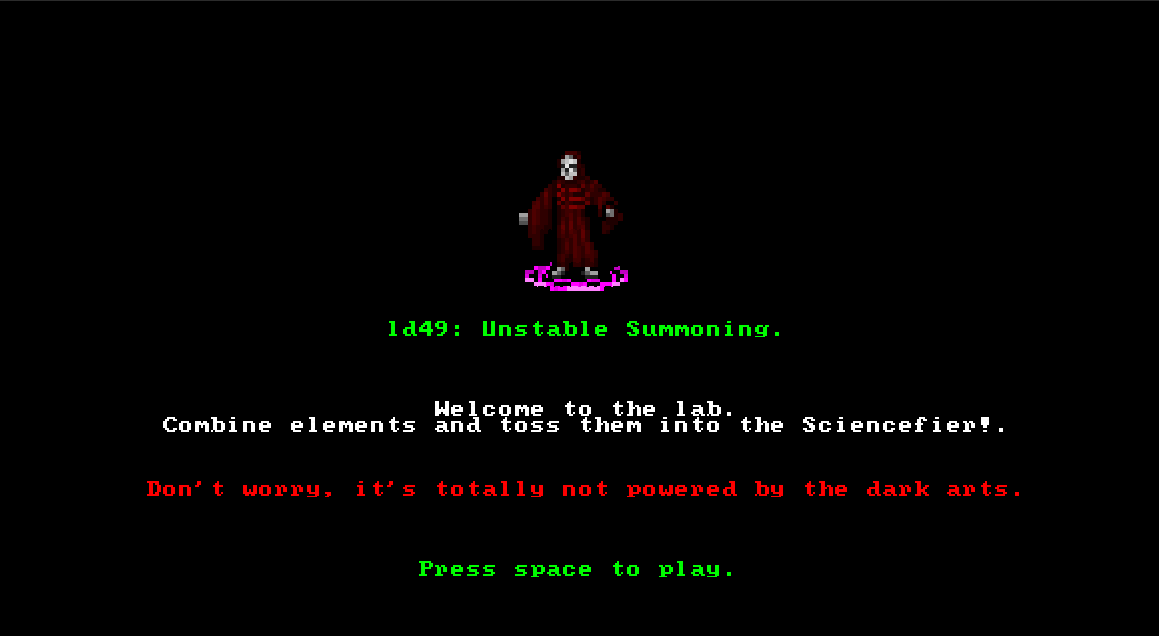 ld49: Unstable Summoning.
Welcome to the lab.
Combine elements and toss them into the Sciencefier!.
Don't worry, it's totally not powered by the dark arts.
Press space to play.